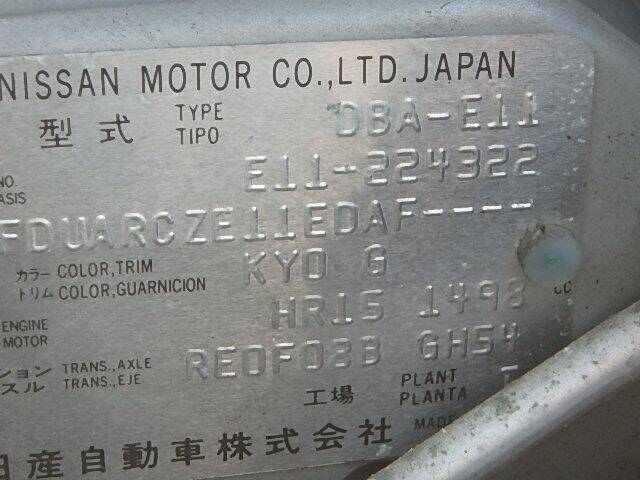 NISSAN MOTOR CO.,LTD. JAPAN
型式 TYPE TIPO DBA-E11
NO. E11-224322
ASIS
FDUARCZE11EDAF----
カラー COLOR,TRIM KY0 G
トリム COLOR,GUARNICION
ENGINE HR15 1498 cc
MOTOR
ション TRANS.,AXLE RE0F08B GH54
スル TRANS.,EJE
工場 PLANT PLANTA
日産自動車株式会社 MADE